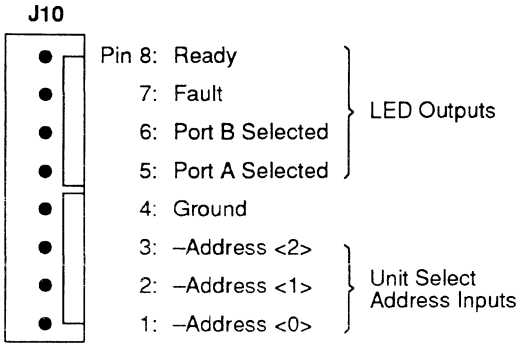 J10
Pin 8: Ready
7: Fault
6: Port B Selected
5: Port A Selected
LED Outputs
4: Ground
3: –Address <2>
2: –Address <1>
1: –Address <0>
Unit Select
Address Inputs